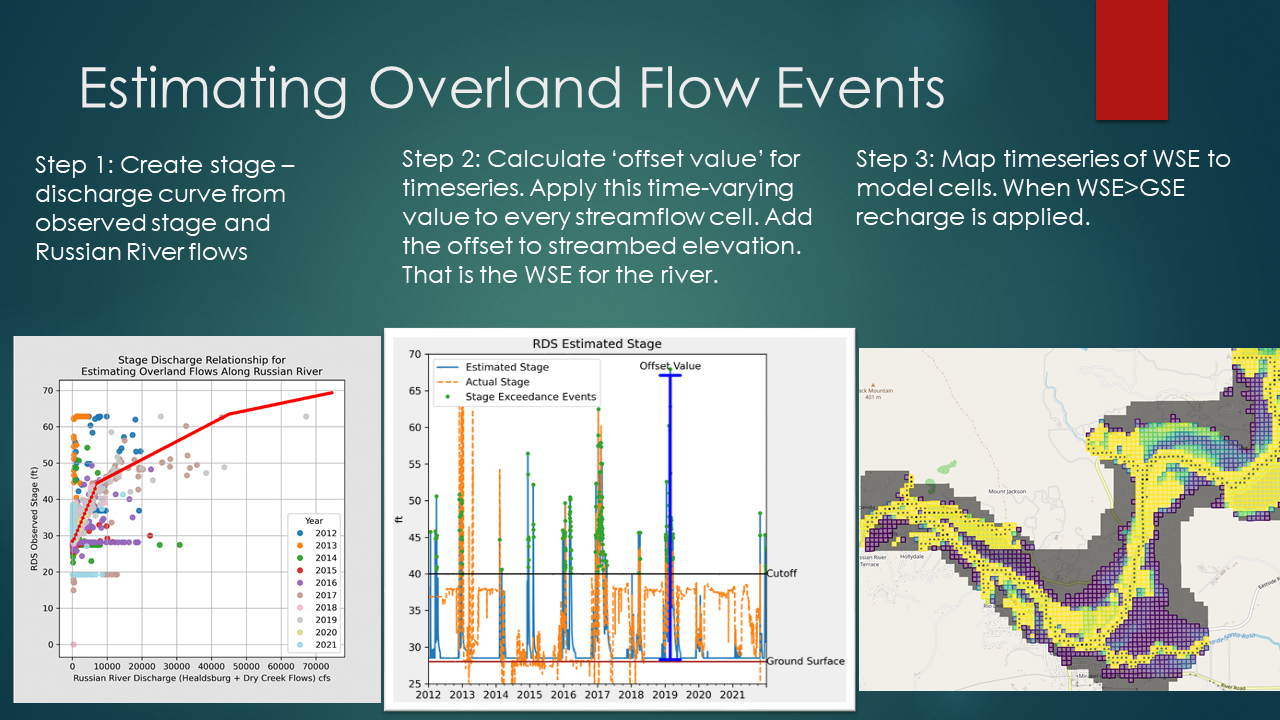 Estimating Overland Flow Events
Step 1: Create stage –
discharge curve from
observed stage and
Russian River flows
Step 2: Calculate ‘offset value’ for
timeseries. Apply this time-varying
value to every streamflow cell. Add
the offset to streambed elevation.
That is the WSE for the river.
Step 3: Map timeseries of WSE to
model cells. When WSE>GSE
recharge is applied.
Stage Discharge Relationship for
Estimating Overland Flows Along Russian River
RDS Observed Stage (ft)
70
60
50
40
30
20
10
0
Year
2012
2013
2014
2015
2016
2017
2018
2019
2020
2021
0 10000 20000 30000 40000 50000 60000 70000
Russian River Discharge (Healdsburg + Dry Creek Flows) cfs
RDS Estimated Stage
Estimated Stage
Actual Stage
Stage Exceedance Events
Offset Value
ft
70
65
60
55
50
45
40
35
30
25
Cutoff
Ground Surface
2012 2013 2014 2015 2016 2017 2018 2019 2020 2021
Mountain
401 m
Mount Jackson
Hollydale
Terrace
River Road